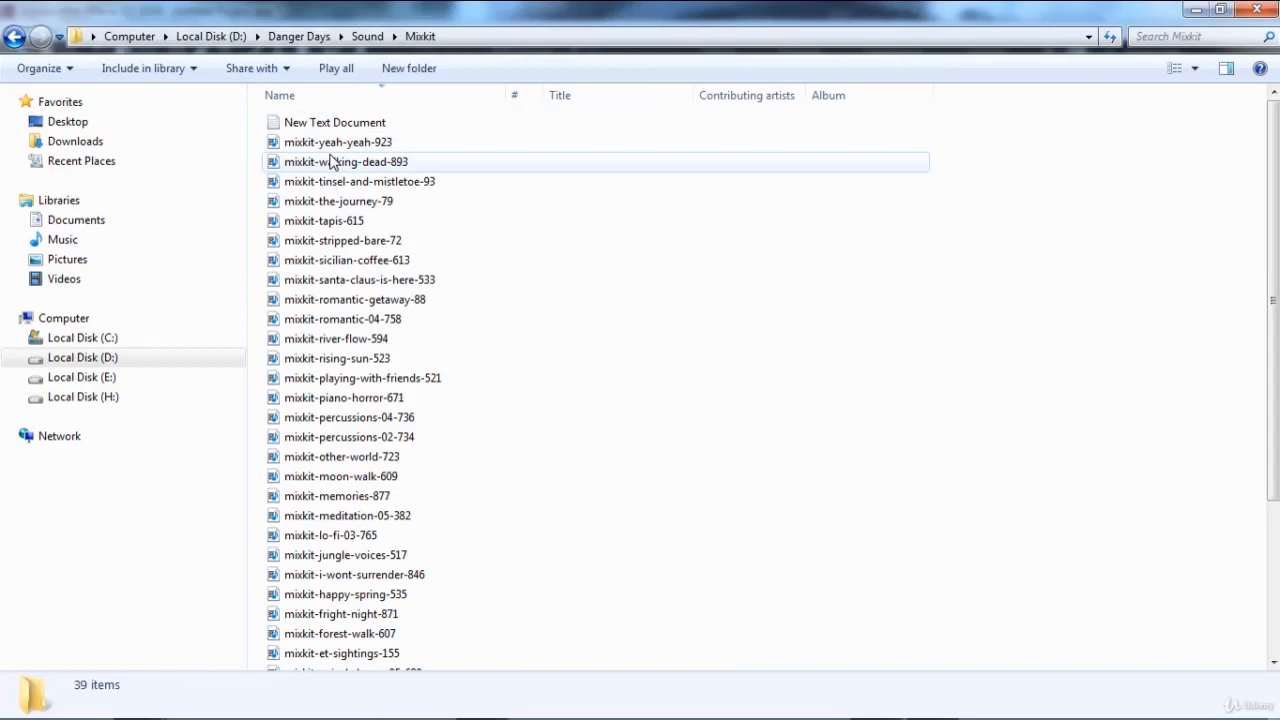 Computer Local Disk (D:) Danger Days Sound Mixkit Search Mixkit
Organize Include in library Share with Play all New folder
Name # Title Contributing artists Album
Favorites
Desktop
Downloads
Recent Places
Libraries
Documents
Music
Pictures
Videos
Computer
Local Disk (C:)
Local Disk (D:)
Local Disk (E:)
Local Disk (H:)
Network
New Text Document
mixkit-yeah-yeah-923
mixkit-walking-dead-893
mixkit-tinsel-and-mistletoe-93
mixkit-the-journey-79
mixkit-tapis-615
mixkit-stripped-bare-72
mixkit-sicilian-coffee-613
mixkit-santa-claus-is-here-533
mixkit-romantic-getaway-88
mixkit-romantic-04-758
mixkit-river-flow-594
mixkit-rising-sun-523
mixkit-playing-with-friends-521
mixkit-piano-horror-671
mixkit-percussions-04-736
mixkit-percussions-02-734
mixkit-other-world-723
mixkit-moon-walk-609
mixkit-memories-877
mixkit-meditation-05-382
mixkit-lo-fi-03-765
mixkit-jungle-voices-517
mixkit-i-wont-surrender-846
mixkit-happy-spring-535
mixkit-fright-night-871
mixkit-forest-walk-607
mixkit-et-sightings-155
39 items
Udemy